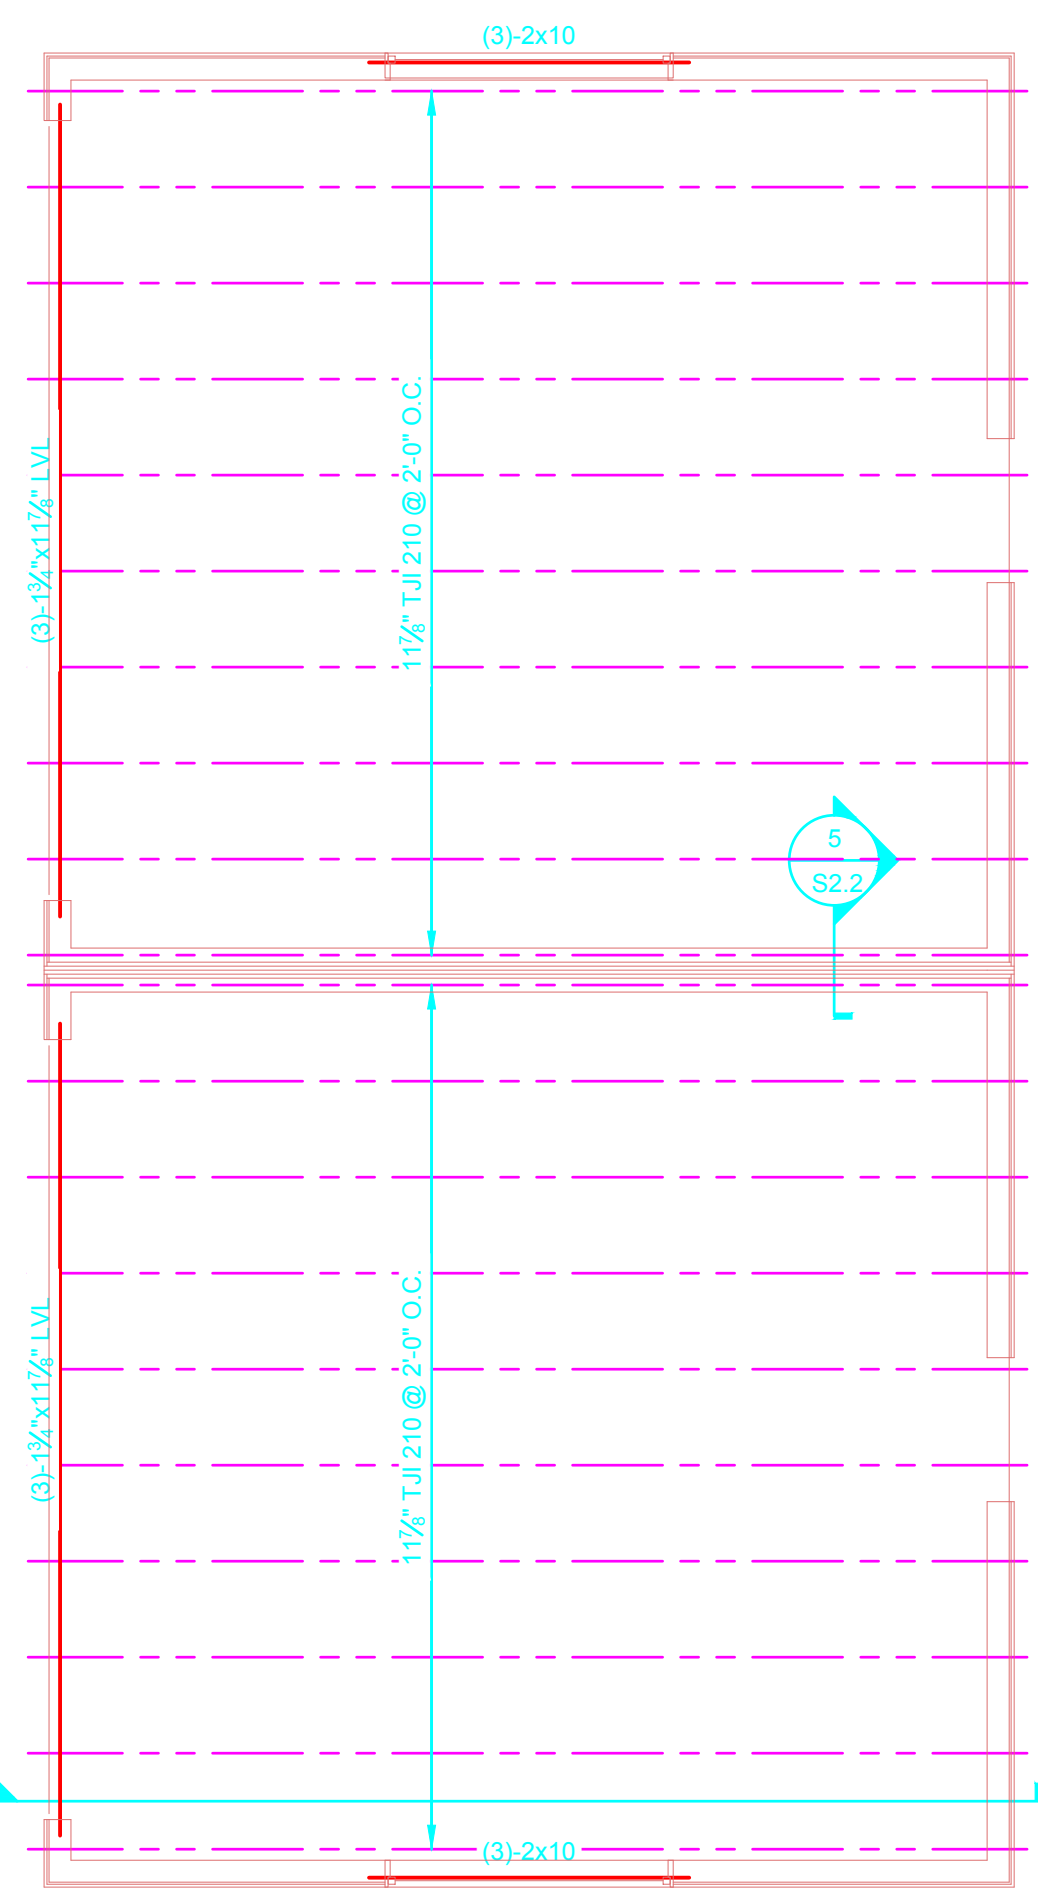 (3)-2x10
(3)-1¾"x11⅞" LVL
11⅞" TJI 210 @ 2'-0" O.C.
5
S2.2
(3)-1¾"x11⅞" LVL
11⅞" TJI 210 @ 2'-0" O.C.
(3)-2x10